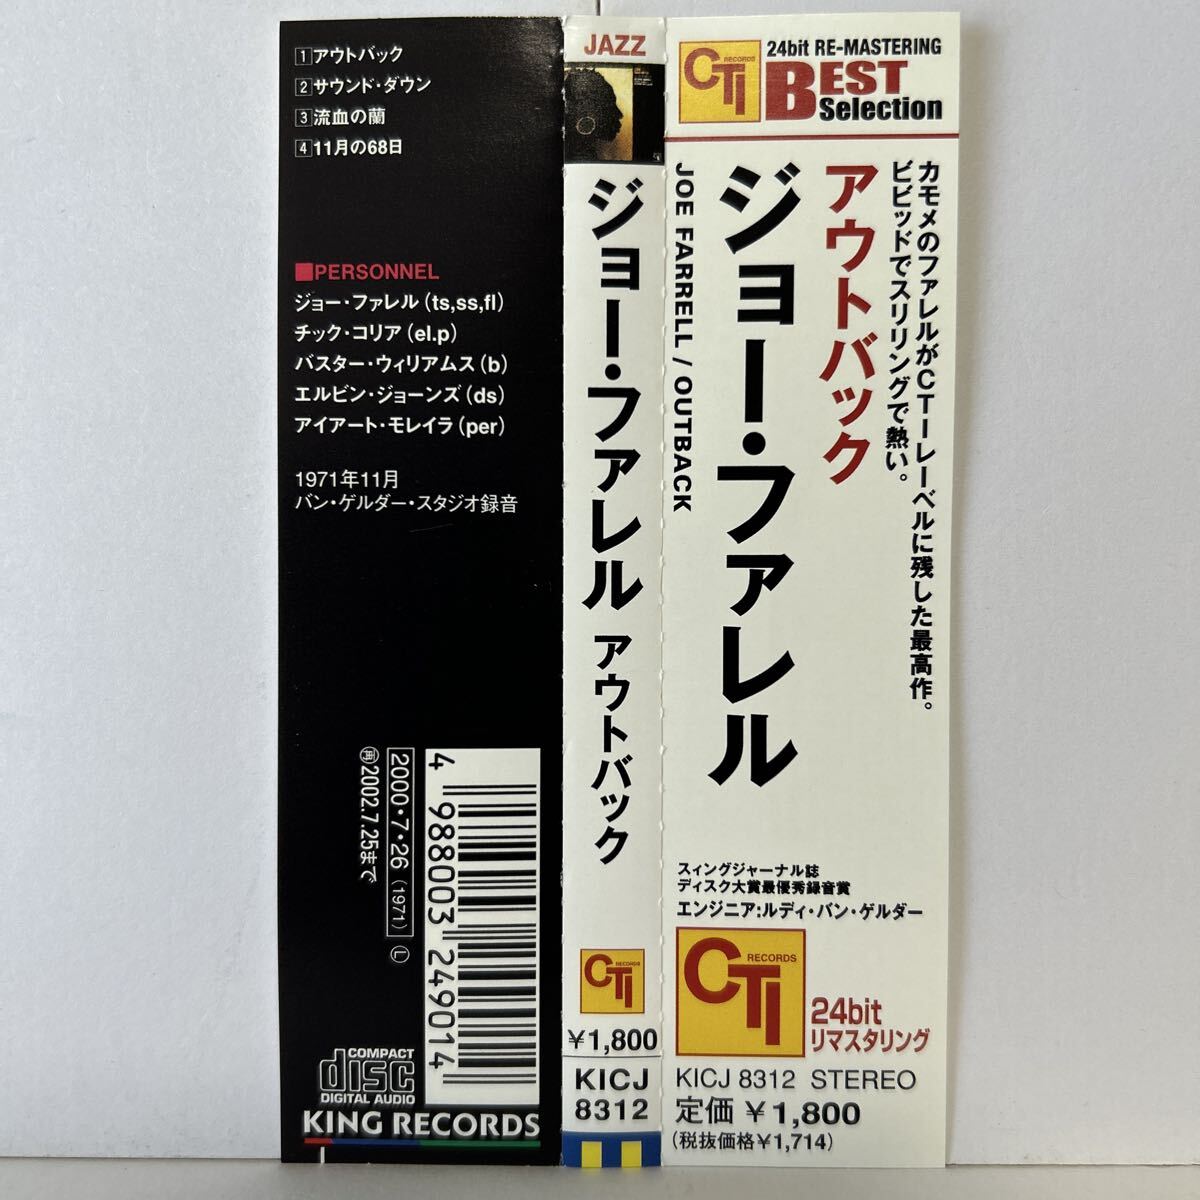 1 アウトバック
2 サウンド・ダウン
3 流血の蘭
4 11月の68日
■PERSONNEL
ジョー・ファレル (ts,ss,fl)
チック・コリア (el.p)
バスター・ウィリアムス (b)
エルビン・ジョーンズ (ds)
アイアート・モレイラ (per)
1971年11月
バン・ゲルダー・スタジオ録音
4 988003 249014
2000・7・26 (1971) Ⓛ
㊗2002.7.25まで
COMPACT
disc
DIGITAL AUDIO
KING RECORDS
JAZZ
ジョー・ファレル アウトバック
CTI
RECORDS
¥1,800
KICJ
8312
CTI
RECORDS
24bit RE-MASTERING
BEST
Selection
カモメのファレルがCTIレーベルに残した最高作。
ビビッドでスリリングで熱い。
アウトバック
ジョー・ファレル
JOE FARRELL / OUTBACK
スィングジャーナル誌
ディスク大賞最優秀録音賞
エンジニア:ルディ・バン・ゲルダー
CTI
RECORDS
24bit
リマスタリング
KICJ 8312 STEREO
定価 ¥1,800
(税抜価格¥1,714)